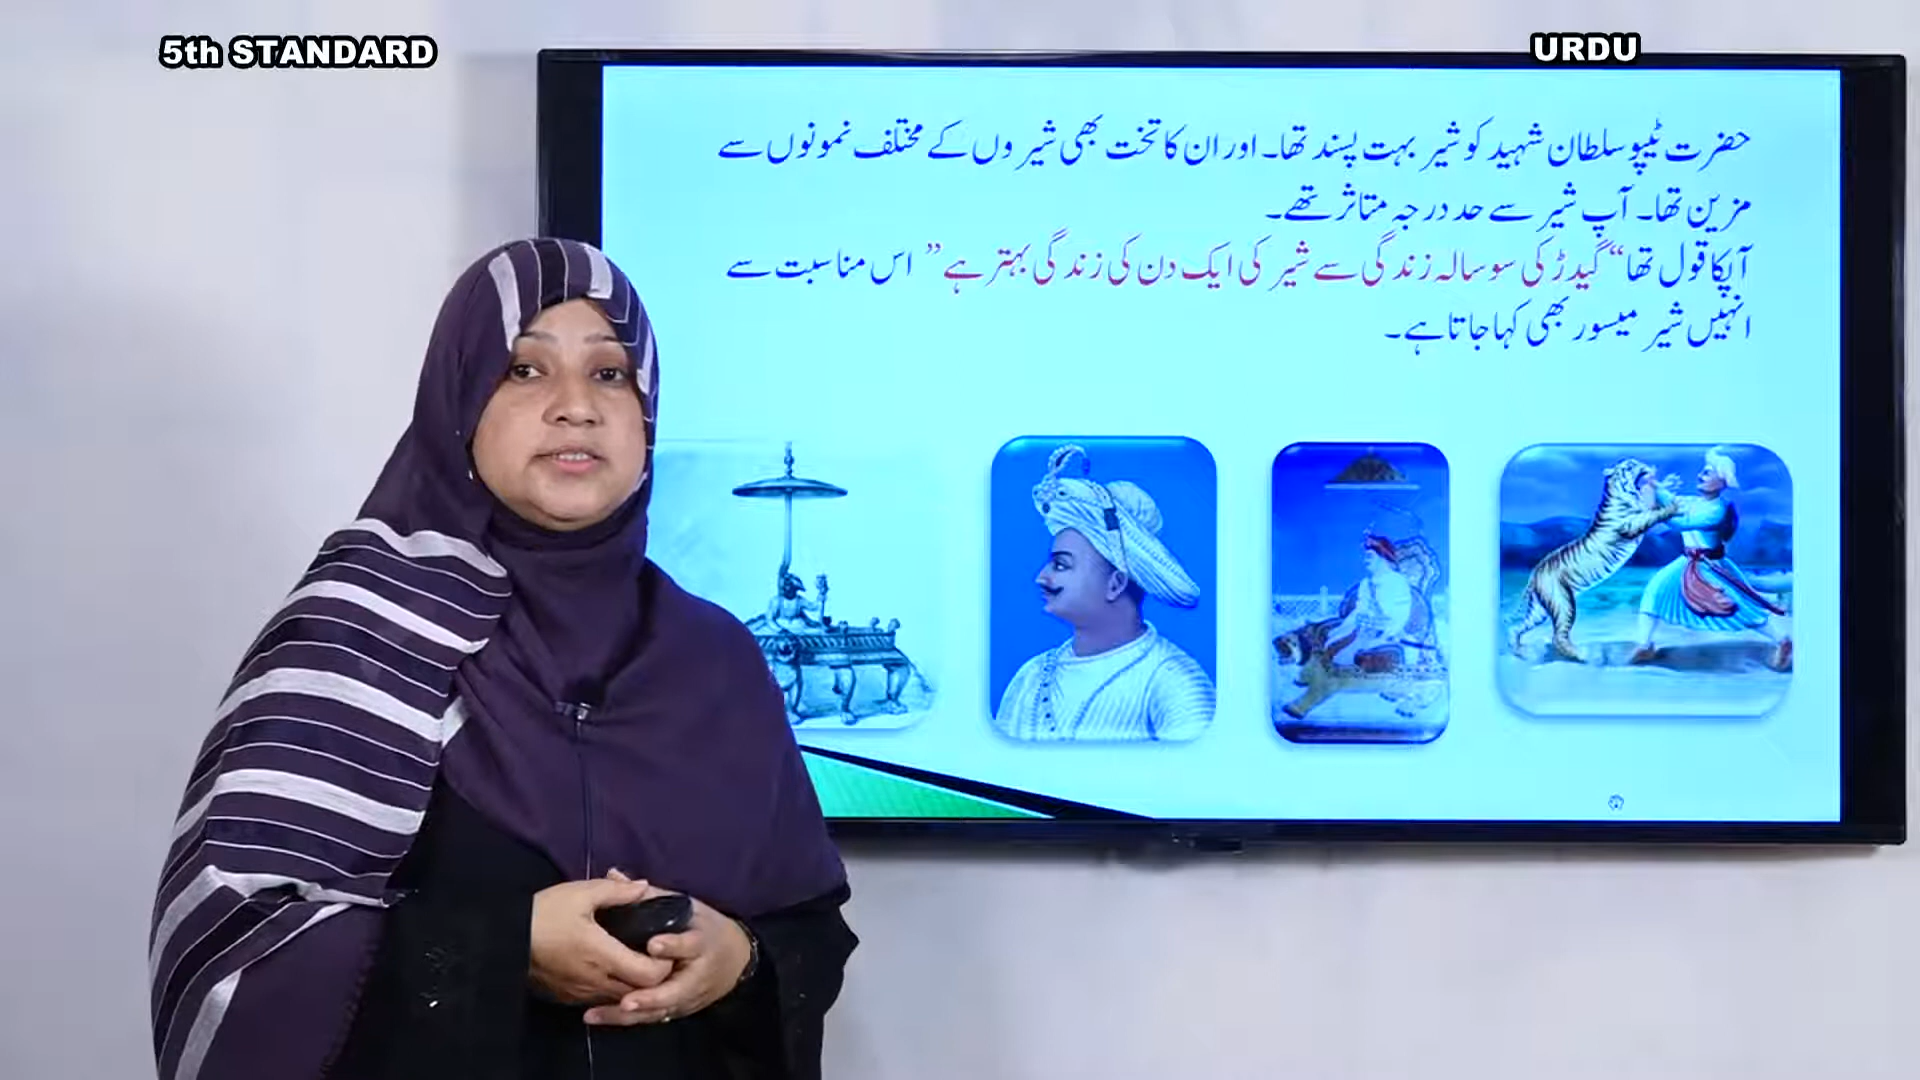 5th STANDARD
URDU
حضرت ٹیپو سلطان شہید کو شیر بہت پسند تھا۔ اور ان کا تخت بھی شیر وں کے مختلف نمونوں سے
مزین تھا۔ آپ شیر سے حد درجہ متاثر تھے۔
آپکا قول تھا “گیدڑ کی سو سالہ زندگی سے شیر کی ایک دن کی زندگی بہتر ہے” اس مناسبت سے
انہیں شیر میسور بھی کہا جاتا ہے۔